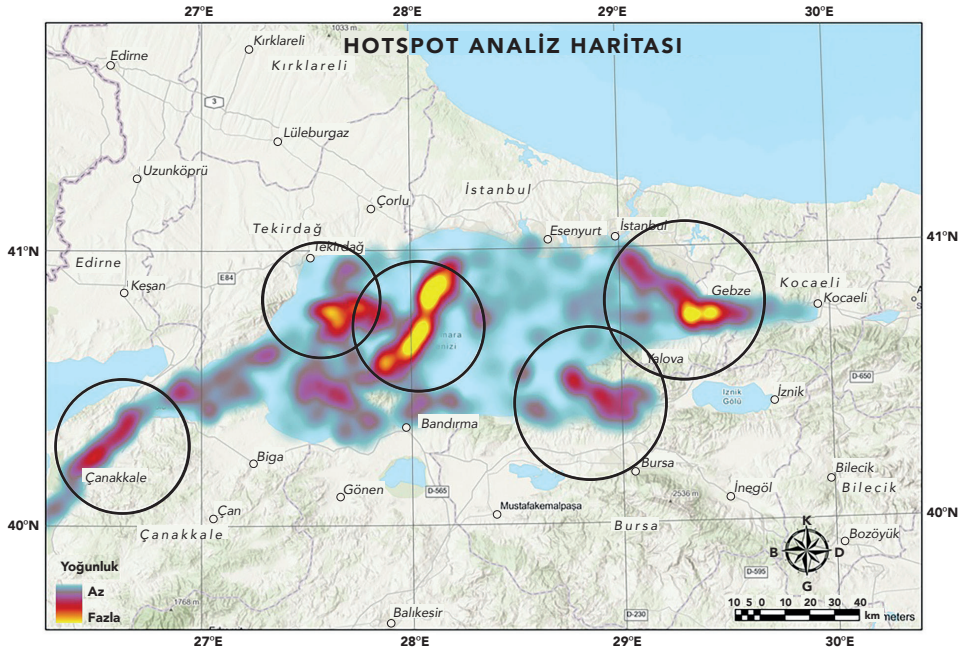 27°E 28°E 29°E 30°E
HOTSPOT ANALİZ HARİTASI
1033 m
Kırklareli
Edirne
Kırklareli
3
Lüleburgaz
Uzunköprü
Çorlu
İstanbul
Tekirdağ
Esenyurt
İstanbul
41°N
Tekirdağ
41°N
Edirne
E84
Keşan
Gebze
Kocaeli
Kocaeli
Yalova
D-650
İznik Gölü
İznik
Bandırma
Biga
Bursa
Çanakkale
Bilecik
Bilecik
Gönen
D-565
İnegöl
2536 m
Mustafakemalpaşa
Çan
40°N
Çanakkale
Bursa
40°N
K
Bozöyük
B D
G
D-595
Yoğunluk
Az
Fazla
1768 m
Balıkesir
D-230
10 5 0 10 20 30 40
km meters
27°E 28°E 29°E 30°E